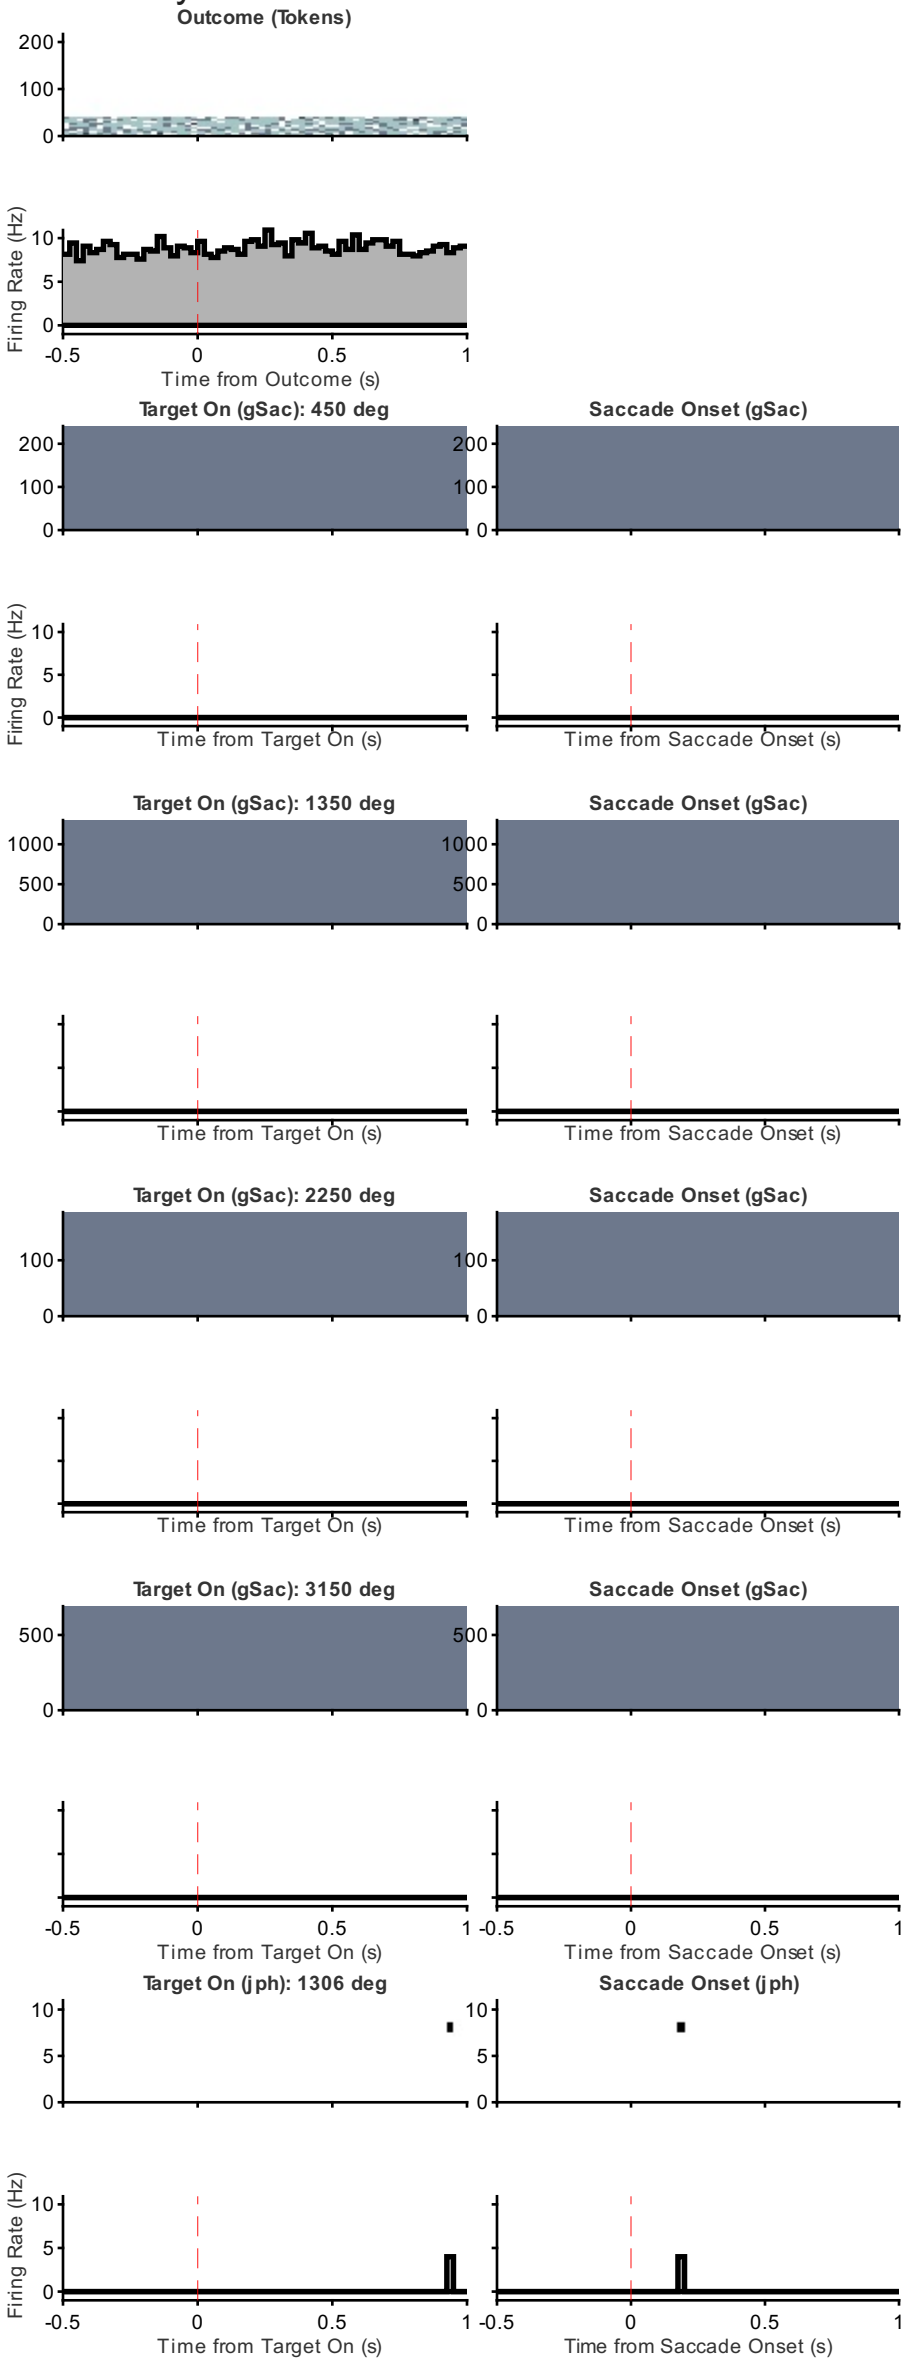 Outcome (Tokens)
200
100
0
Firing Rate (Hz)
10
5
0
-0.5 0 0.5 1
Time from Outcome (s)
Target On (gSac): 450 deg Saccade Onset (gSac)
200 200
100 100
0 0
Firing Rate (Hz)
10
5
0
Time from Target On (s) Time from Saccade Onset (s)
Target On (gSac): 1350 deg Saccade Onset (gSac)
1000 1000
500 500
0 0
Time from Target On (s) Time from Saccade Onset (s)
Target On (gSac): 2250 deg Saccade Onset (gSac)
100 100
0 0
Time from Target On (s) Time from Saccade Onset (s)
Target On (gSac): 3150 deg Saccade Onset (gSac)
500 500
0 0
-0.5 0 0.5 1 -0.5 0 0.5 1
Time from Target On (s) Time from Saccade Onset (s)
Target On (jph): 1306 deg Saccade Onset (jph)
10 10
5 5
0 0
Firing Rate (Hz)
10
5
0
-0.5 0 0.5 1 -0.5 0 0.5 1
Time from Target On (s) Time from Saccade Onset (s)